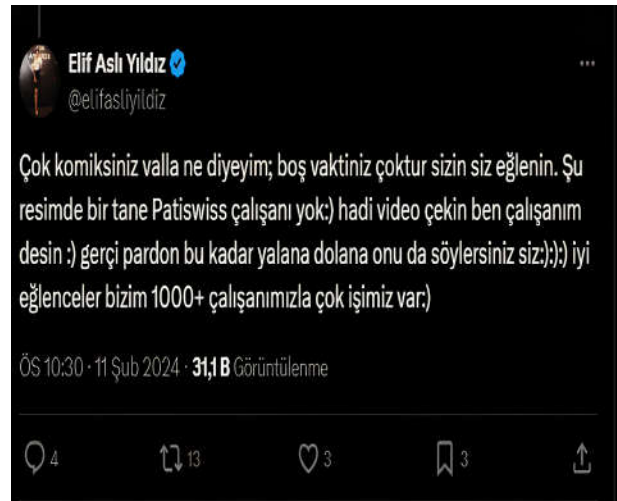 Elif Aslı Yıldız
@elifasliyildiz
Çok komiksiniz valla ne diyeyim; boş vaktiniz çoktur sizin siz eğlenin. Şu
resimde bir tane Patiswiss çalışanı yok:) hadi video çekin ben çalışanım
desin :) gerçi pardon bu kadar yalana dolana onu da söylersiniz siz:):):) iyi
eğlenceler bizim 1000+ çalışanımızla çok işimiz var:)
ÖS 10:30 · 11 Şub 2024 · 31,1 B Görüntülenme
4 13 3 3